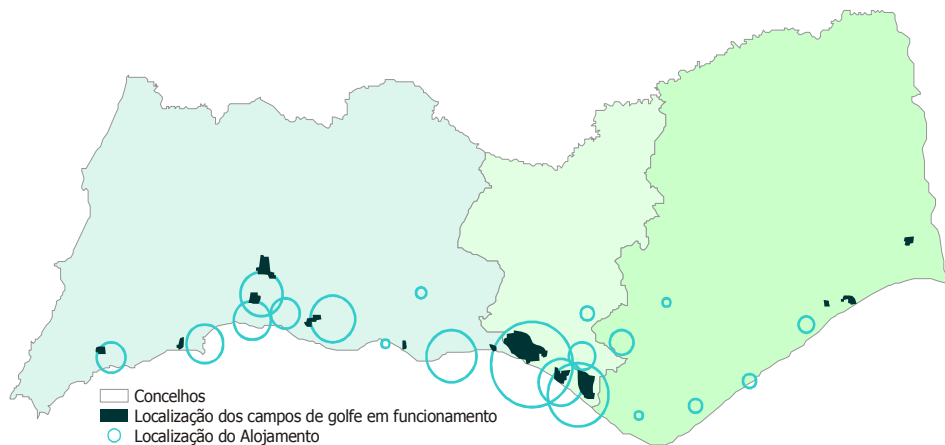 Concelhos
Localização dos campos de golfe em funcionamento
Localização do Alojamento